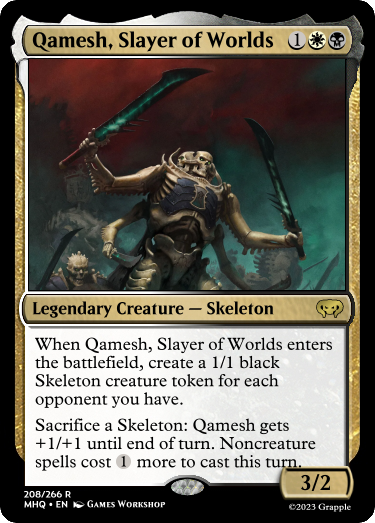 Qamesh, Slayer of Worlds 1
Legendary Creature — Skeleton
When Qamesh, Slayer of Worlds enters
the battlefield, create a 1/1 black
Skeleton creature token for each
opponent you have.
Sacrifice a Skeleton: Qamesh gets
+1/+1 until end of turn. Noncreature
spells cost 1 more to cast this turn.
3/2
208/266 R
MHQ • EN Games Workshop
©2023 Grapple